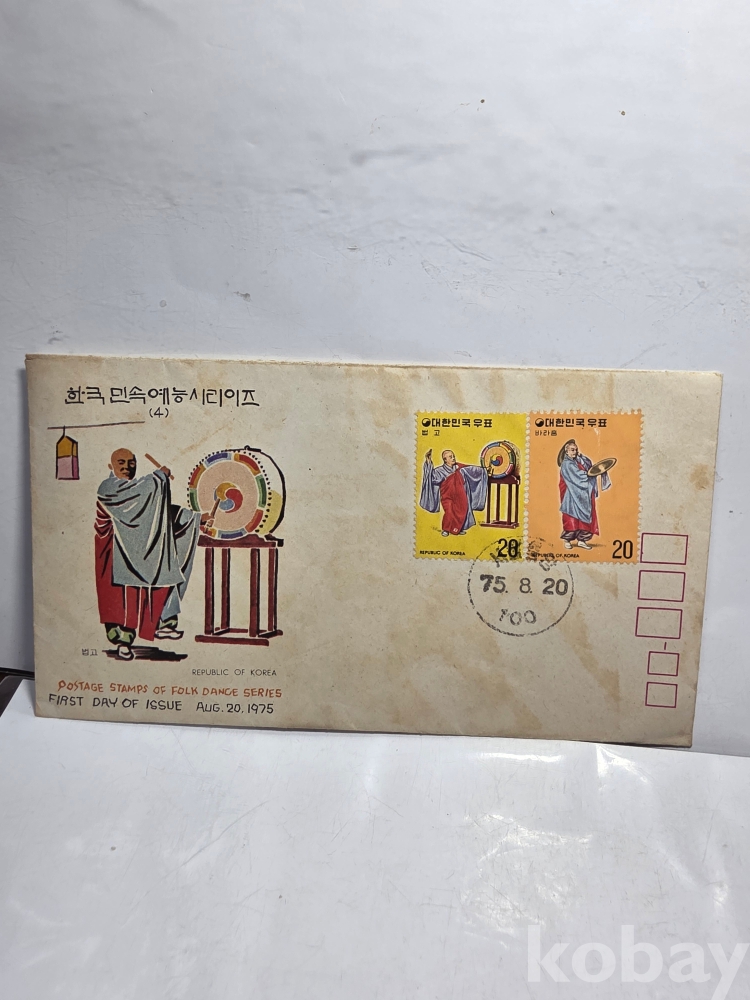 한국 민속예능시리이즈
(4)
대한민국우표
법고
REPUBLIC OF KOREA
20
대한민국우표
바라춤
REPUBLIC OF KOREA
20
75. 8. 20
100
법고
REPUBLIC OF KOREA
POSTAGE STAMPS OF FOLK DANCE SERIES
FIRST DAY OF ISSUE AUG. 20, 1975
kobay